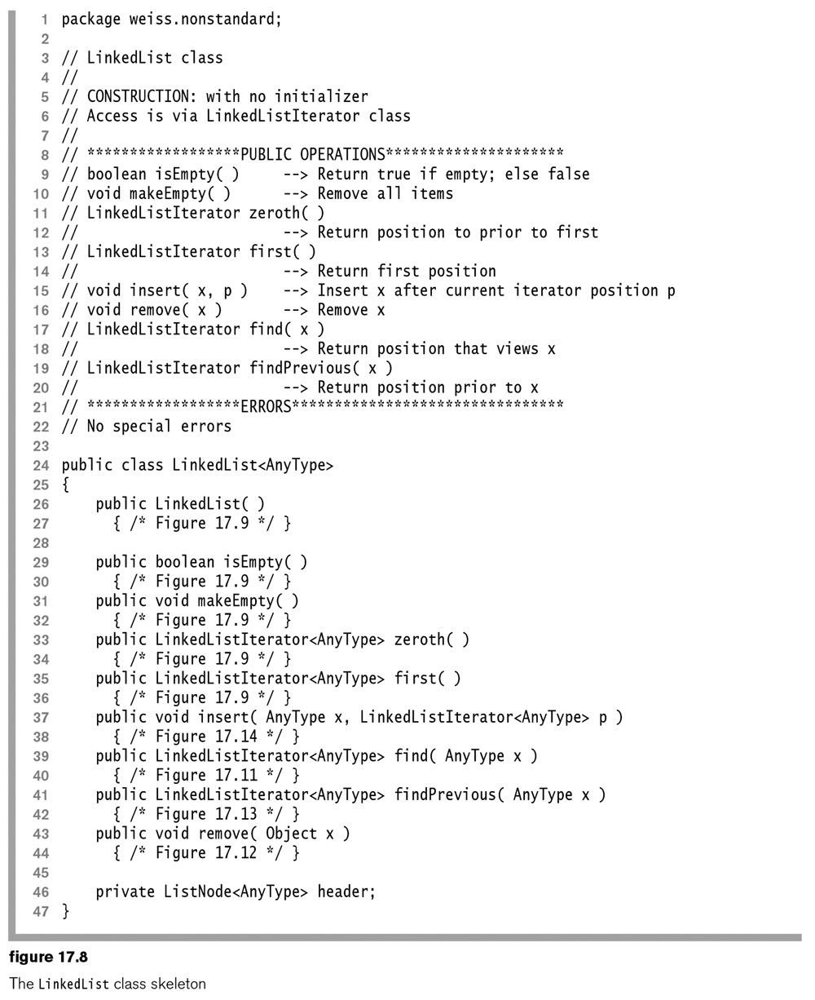 1 package weiss.nonstandard;
2
3 // LinkedList class
4 //
5 // CONSTRUCTION: with no initializer
6 // Access is via LinkedListIterator class
7 //
8 // ******************PUBLIC OPERATIONS*********************
9 // boolean isEmpty( )     --> Return true if empty; else false
10 // void makeEmpty( )      --> Remove all items
11 // LinkedListIterator zeroth( )
12 //                        --> Return position to prior to first
13 // LinkedListIterator first( )
14 //                        --> Return first position
15 // void insert( x, p )    --> Insert x after current iterator position p
16 // void remove( x )       --> Remove x
17 // LinkedListIterator find( x )
18 //                        --> Return position that views x
19 // LinkedListIterator findPrevious( x )
20 //                        --> Return position prior to x
21 // ******************ERRORS********************************
22 // No special errors
23
24 public class LinkedList<AnyType>
25 {
26     public LinkedList( )
27       { /* Figure 17.9 */ }
28
29     public boolean isEmpty( )
30       { /* Figure 17.9 */ }
31     public void makeEmpty( )
32       { /* Figure 17.9 */ }
33     public LinkedListIterator<AnyType> zeroth( )
34       { /* Figure 17.9 */ }
35     public LinkedListIterator<AnyType> first( )
36       { /* Figure 17.9 */ }
37     public void insert( AnyType x, LinkedListIterator<AnyType> p )
38       { /* Figure 17.14 */ }
39     public LinkedListIterator<AnyType> find( AnyType x )
40       { /* Figure 17.11 */ }
41     public LinkedListIterator<AnyType> findPrevious( AnyType x )
42       { /* Figure 17.13 */ }
43     public void remove( Object x )
44       { /* Figure 17.12 */ }
45
46     private ListNode<AnyType> header;
47 }
figure 17.8
The LinkedList class skeleton